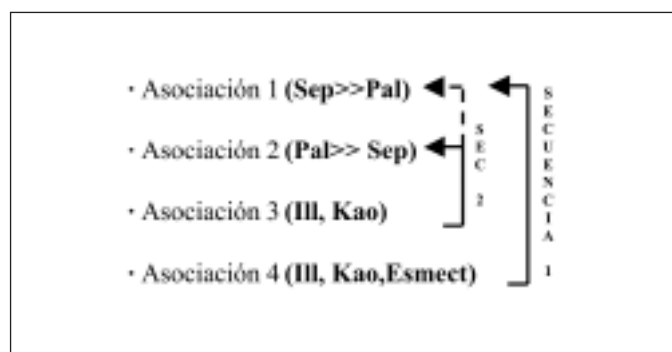 · Asociación 1 (Sep>>Pal)
· Asociación 2 (Pal>> Sep)
· Asociación 3 (Ill, Kao)
· Asociación 4 (Ill, Kao,Esmect)
SEC 2
SECUENCIA 1